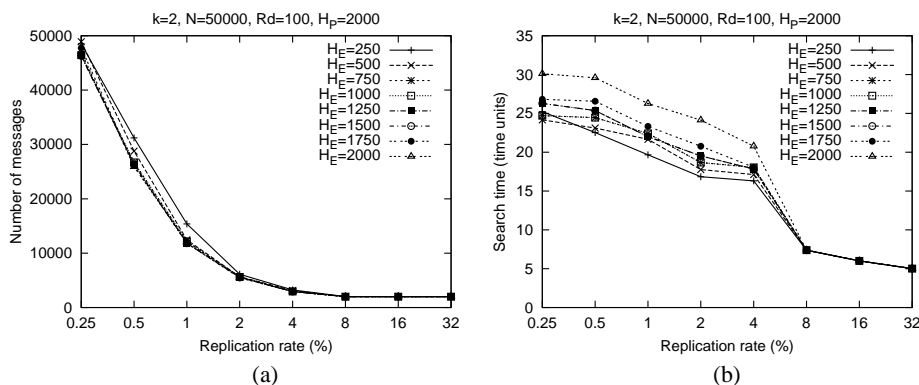 k=2, N=50000, Rd=100, H_P=2000
Number of messages
50000
40000
30000
20000
10000
0
H_E=250
H_E=500
H_E=750
H_E=1000
H_E=1250
H_E=1500
H_E=1750
H_E=2000
0.25 0.5 1 2 4 8 16 32
Replication rate (%)
(a)
k=2, N=50000, Rd=100, H_P=2000
Search time (time units)
40
35
30
25
20
15
10
5
0
H_E=250
H_E=500
H_E=750
H_E=1000
H_E=1250
H_E=1500
H_E=1750
H_E=2000
0.25 0.5 1 2 4 8 16 32
Replication rate (%)
(b)